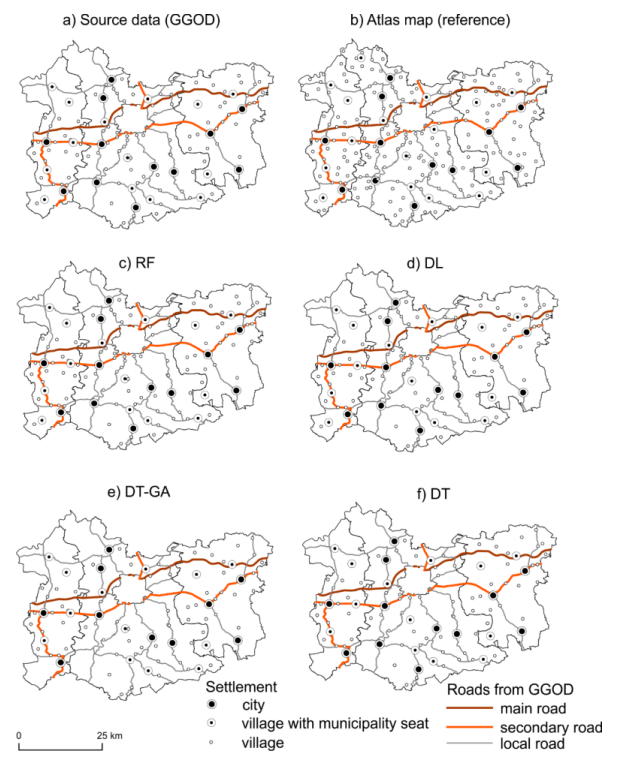 a) Source data (GGOD)
b) Atlas map (reference)
c) RF
d) DL
e) DT-GA
f) DT
Settlement
city
village with municipality seat
village
Roads from GGOD
main road
secondary road
local road
0 25 km